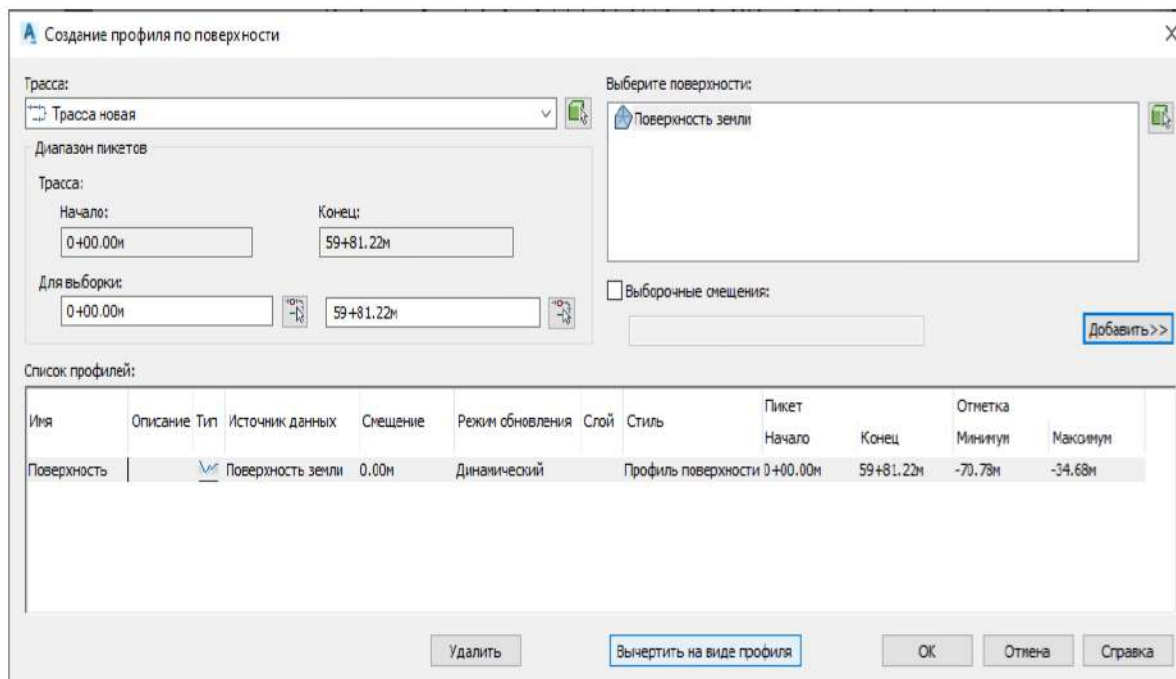 Создание профиля по поверхности
Трасса:
Трасса новая
Диапазон пикетов
Трасса:
Начало:
Конец:
0+00.00м
59+81.22м
Для выборки:
0+00.00м
59+81.22м
Выберите поверхности:
Поверхность земли
Выборочные смещения:
Добавить>>
Список профилей:
Имя Описание Тип Источник данных Смещение Режим обновления Слой Стиль Пикет Отметка
Начало Конец Минимум Максимум
Поверхность Поверхность земли 0.00м Динамический Профиль поверхности 0+00.00м 59+81.22м -70.78м -34.68м
Удалить
Вычертить на виде профиля
OK
Отмена
Справка